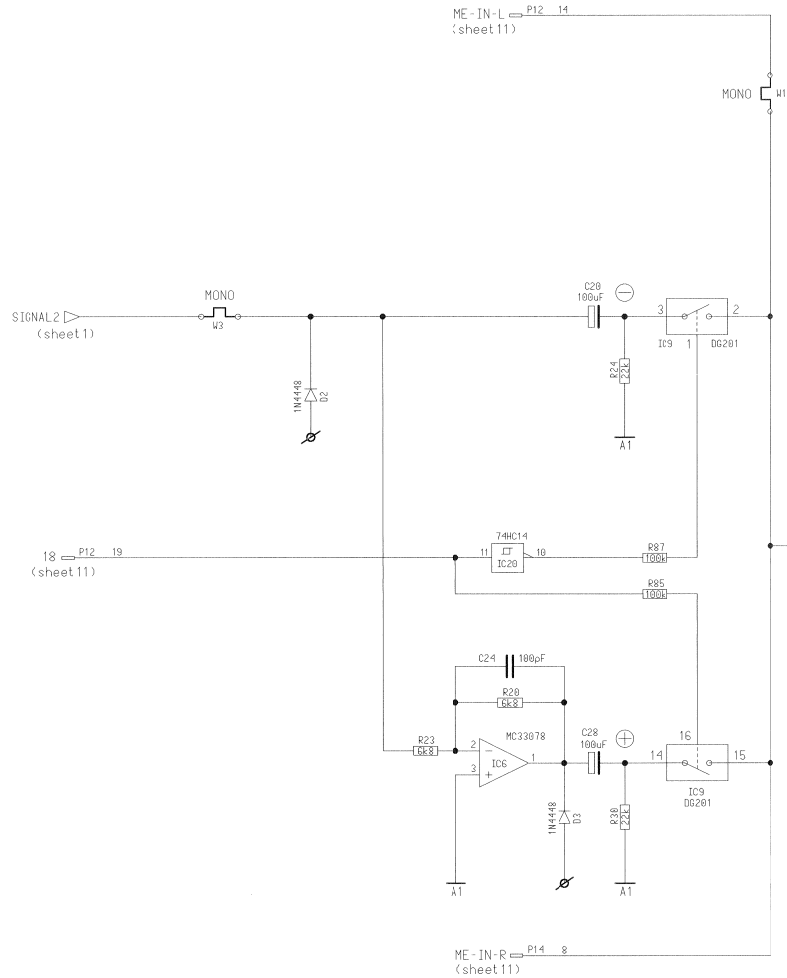 ME-IN-L P12 14
(sheet11)
MONO W1
C20
100uF
MONO
SIGNAL2 3 2
W3
(sheet1)
IC9 1 DG201
R24
22k
1N4448
D2
A1
74HC14
18 P12 19 11 10 R87
IC20 100k
(sheet11)
R85
100k
C24 100pF
R20
6k8
R23 MC33078 C28 16
6k8 2 1 100uF 14 15
- IC6
3
+
IC9
DG201
1N4448
D3
R30
22k
A1 A1
ME-IN-R P14 8
(sheet11)